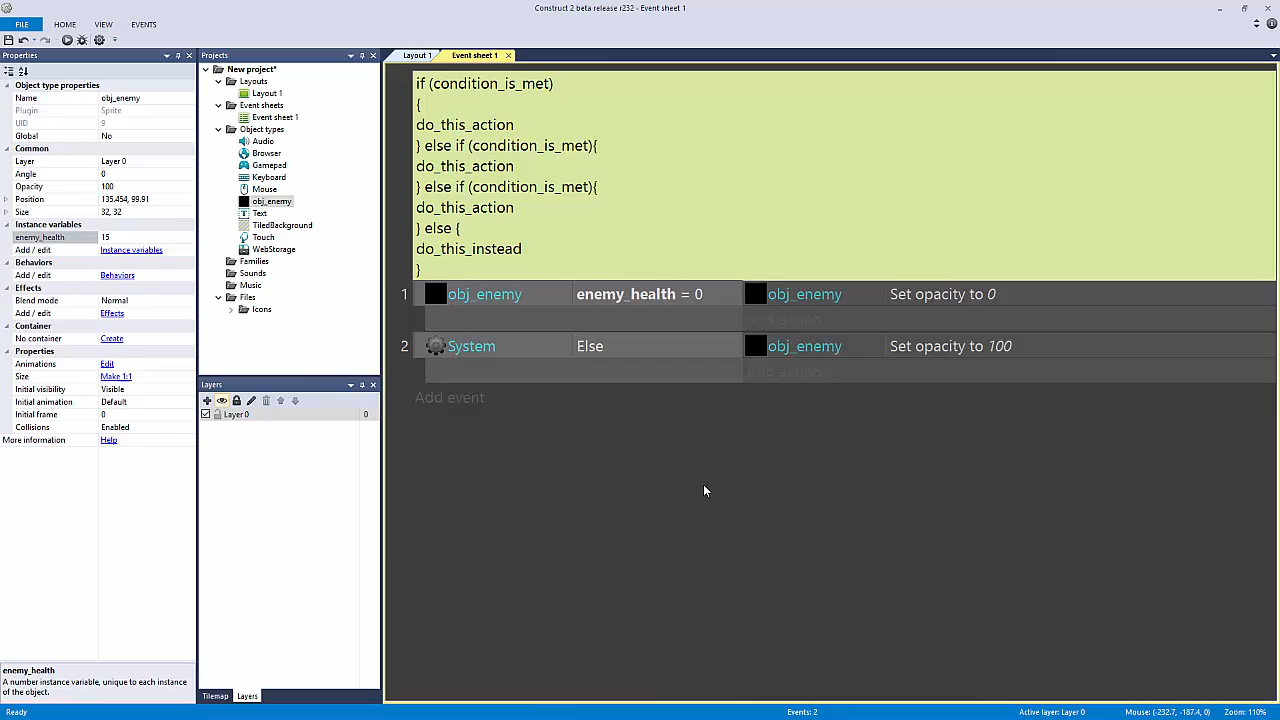 Construct 2 beta release r232 - Event sheet 1
FILE HOME VIEW EVENTS
Properties
Object type properties
Name obj_enemy
Plugin Sprite
UID 9
Global No
Common
Layer Layer 0
Angle 0
Opacity 100
Position 135.454, 99.91
Size 32, 32
Instance variables
enemy_health 15
Add / edit Instance variables
Behaviors
Add / edit Behaviors
Effects
Blend mode Normal
Add / edit Effects
Container
No container Create
Properties
Animations Edit
Size Make 1:1
Initial visibility Visible
Initial animation Default
Initial frame 0
Collisions Enabled
More information Help
enemy_health
A number instance variable, unique to each instance
of the object.
Projects
New project*
Layouts
Layout 1
Event sheets
Event sheet 1
Object types
Audio
Browser
Gamepad
Keyboard
Mouse
obj_enemy
Text
TiledBackground
Touch
WebStorage
Families
Sounds
Music
Files
Icons
Layers
Layer 0 0
Tilemap Layers
Layout 1 Event sheet 1
if (condition_is_met)
{
do_this_action
} else if (condition_is_met){
do_this_action
} else if (condition_is_met){
do_this_action
} else {
do_this_instead
}
1 obj_enemy enemy_health = 0 obj_enemy Set opacity to 0
Add action
2 System Else obj_enemy Set opacity to 100
Add action
Add event
Ready Events: 2 Active layer: Layer 0 Mouse: (-232.7, -187.4, 0) Zoom: 110%